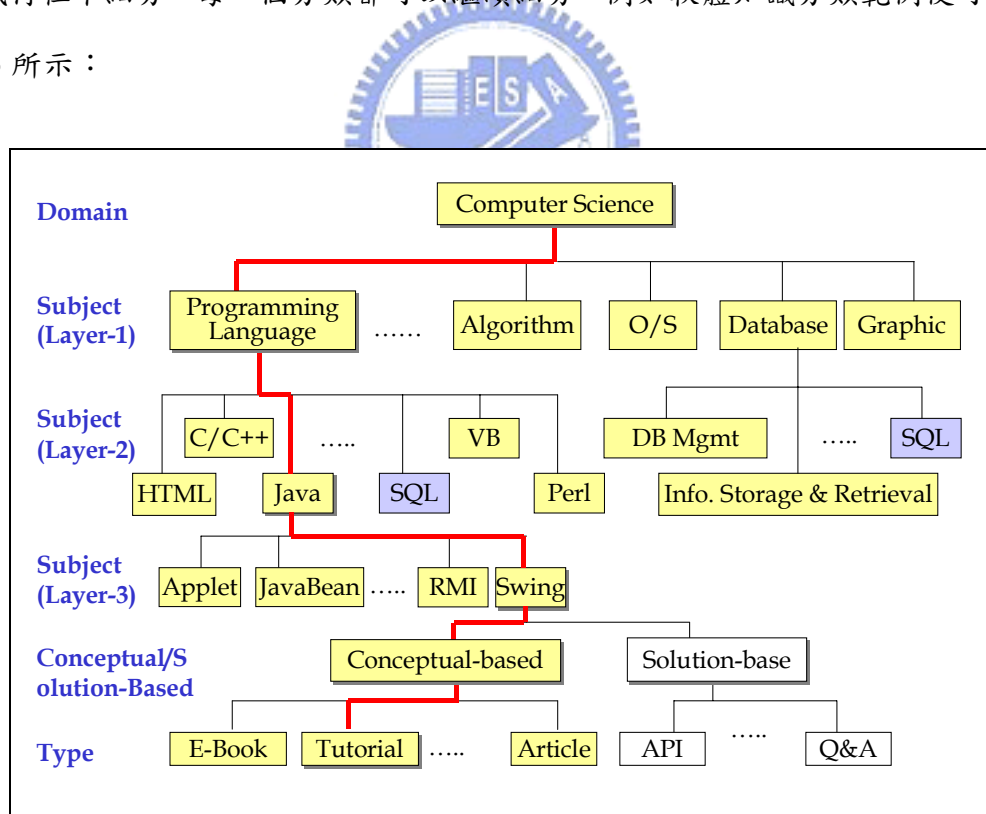 所示：
ESA
Domain
Computer Science
Subject
(Layer-1)
Programming
Language
……
Algorithm
O/S
Database
Graphic
Subject
(Layer-2)
C/C++
…..
VB
DB Mgmt
…..
SQL
HTML
Java
SQL
Perl
Info. Storage & Retrieval
Subject
(Layer-3)
Applet
JavaBean
…..
RMI
Swing
Conceptual/S
olution-Based
Conceptual-based
Solution-base
Type
E-Book
Tutorial
…..
Article
API
…..
Q&A